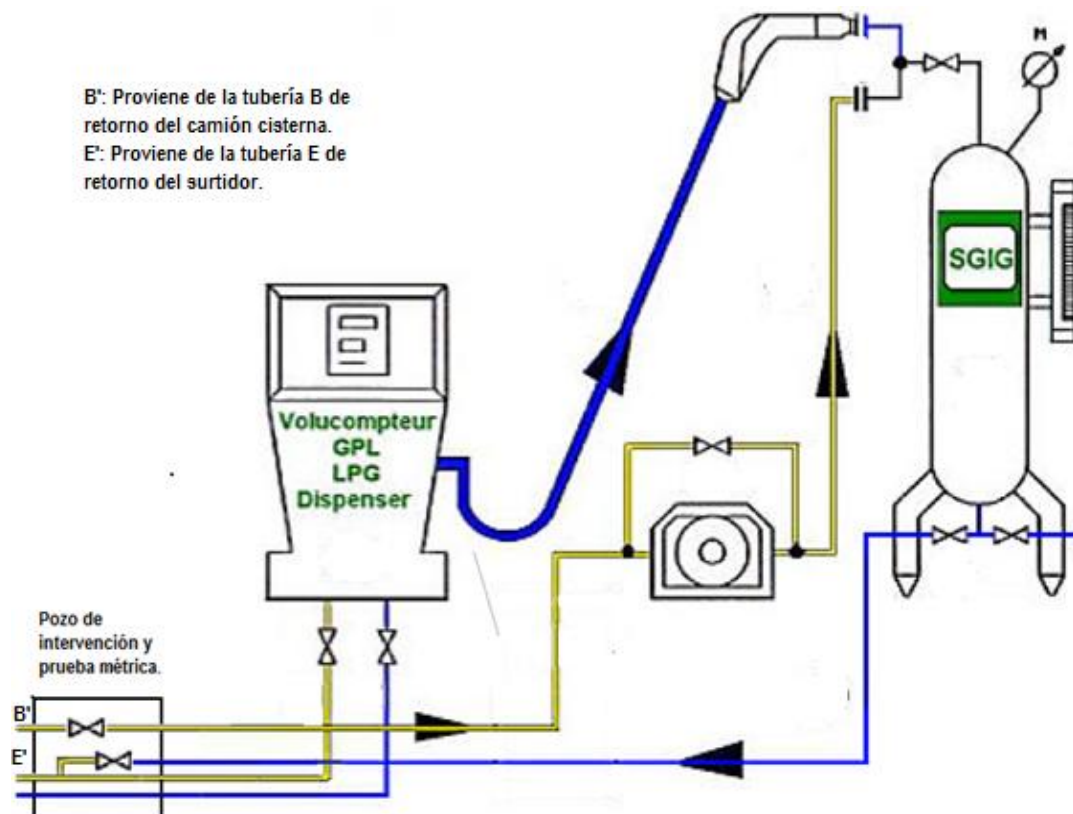 M
B': Proviene de la tubería B de
retorno del camión cisterna.
E': Proviene de la tubería E de
retorno del surtidor.
SGIG
Volucompteur
GPL
LPG
Dispenser
Pozo de
intervención y
prueba métrica.
B'
E'